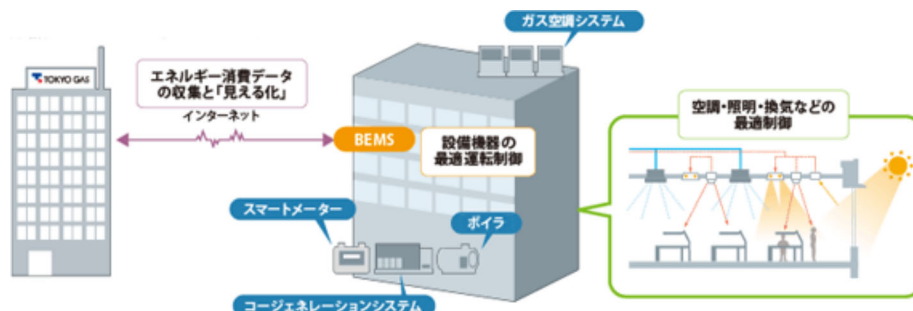 ガス空調システム
TOKYO GAS
エネルギー消費データ
の収集と「見える化」
インターネット
BEMS
設備機器の
最適運転制御
空調・照明・換気などの
最適制御
スマートメーター
ボイラ
コージェネレーションシステム